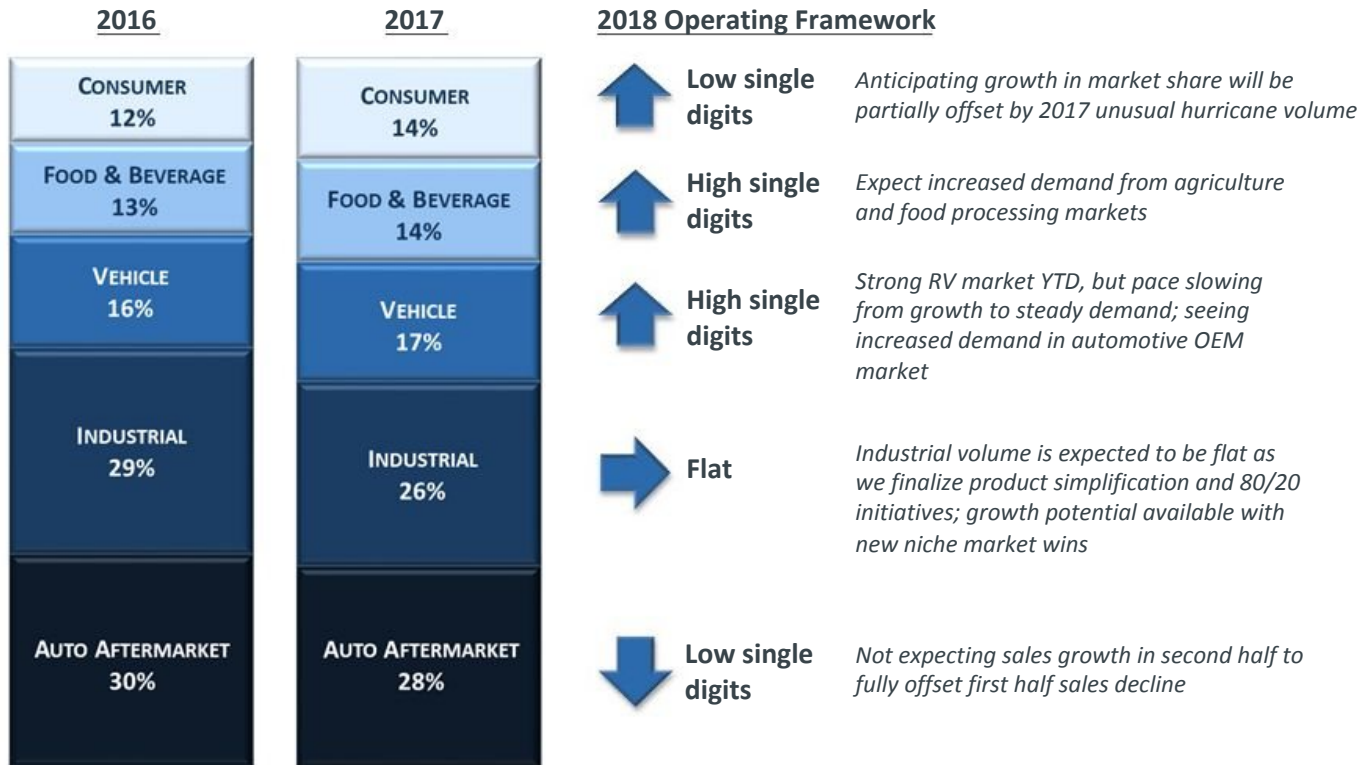 2016
2017
2018 Operating Framework
CONSUMER
12%
FOOD & BEVERAGE
13%
VEHICLE
16%
INDUSTRIAL
29%
AUTO AFTERMARKET
30%
CONSUMER
14%
FOOD & BEVERAGE
14%
VEHICLE
17%
INDUSTRIAL
26%
AUTO AFTERMARKET
28%
Low single
digits
Anticipating growth in market share will be
partially offset by 2017 unusual hurricane volume
High single
digits
Expect increased demand from agriculture
and food processing markets
High single
digits
Strong RV market YTD, but pace slowing
from growth to steady demand; seeing
increased demand in automotive OEM
market
Flat
Industrial volume is expected to be flat as
we finalize product simplification and 80/20
initiatives; growth potential available with
new niche market wins
Low single
digits
Not expecting sales growth in second half to
fully offset first half sales decline